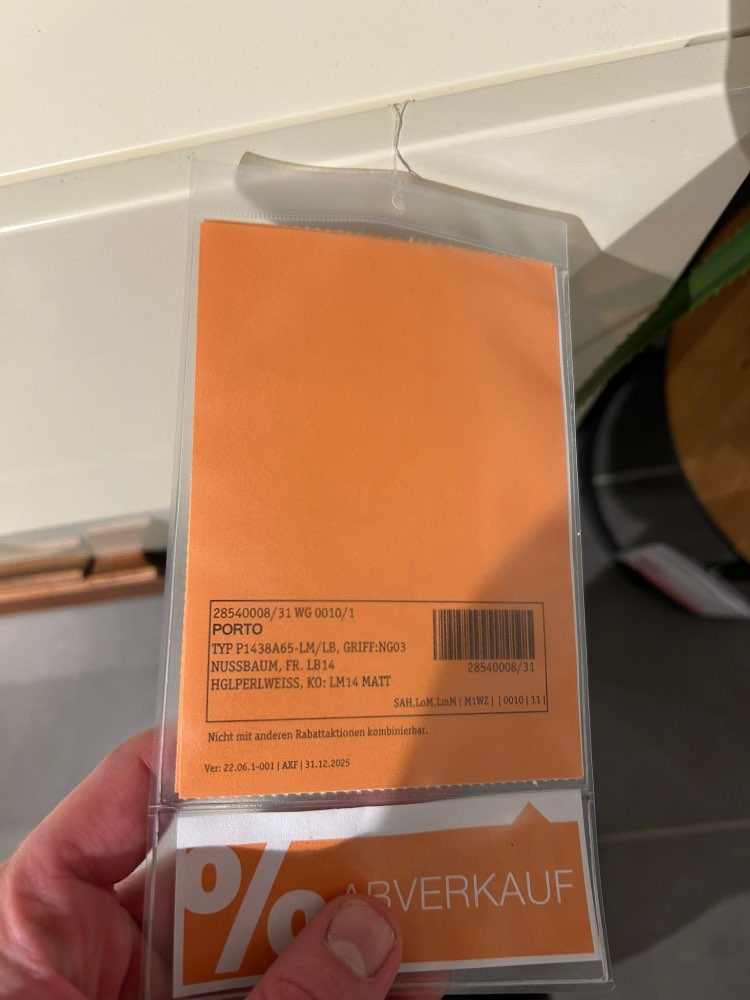 28540008/31 WG 0010/1
PORTO
TYP P1438A65-LM/LB, GRIFF:NG03
NUSSBAUM, FR. LB14
HGLPERLWEISS, KO: LM14 MATT
28540008/31
SAH,LoM,LmM | M1WZ | | 0010 | 11 |
Nicht mit anderen Rabattaktionen kombinierbar.
Ver: 22.06.1-001 | AXF | 31.12.2025
% ABVERKAUF